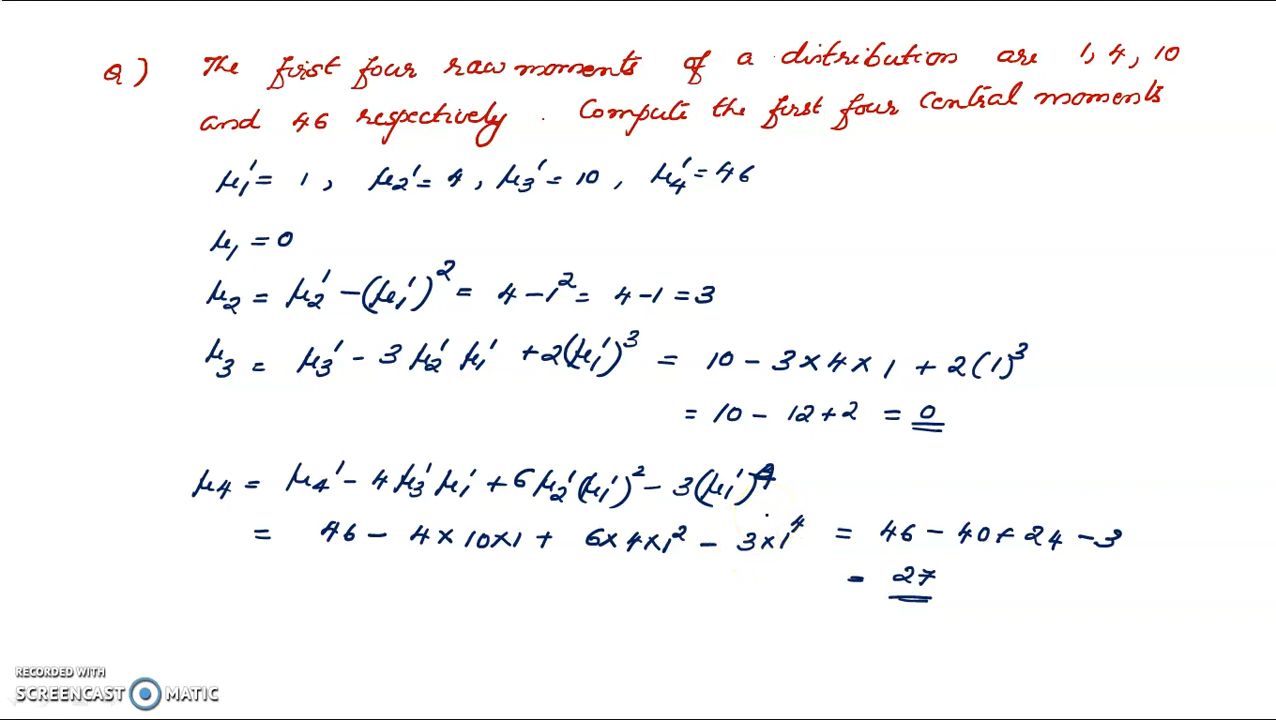 Q) The first four raw moments of a distribution are 1, 4, 10
and 46 respectively. Compute the first four central moments
μ₁' = 1, μ₂' = 4, μ₃' = 10, μ₄' = 46
μ₁ = 0
μ₂ = μ₂' - (μ₁')² = 4 - 1² = 4 - 1 = 3
μ₃ = μ₃' - 3 μ₂' μ₁' + 2(μ₁')³ = 10 - 3 × 4 × 1 + 2(1)³
= 10 - 12 + 2 = 0
μ₄ = μ₄' - 4 μ₃' μ₁' + 6 μ₂' (μ₁')² - 3 (μ₁')⁴
= 46 - 4 × 10 × 1 + 6 × 4 × 1² - 3 × 1⁴ = 46 - 40 + 24 - 3
= 27
RECORDED WITH
SCREENCAST MATIC